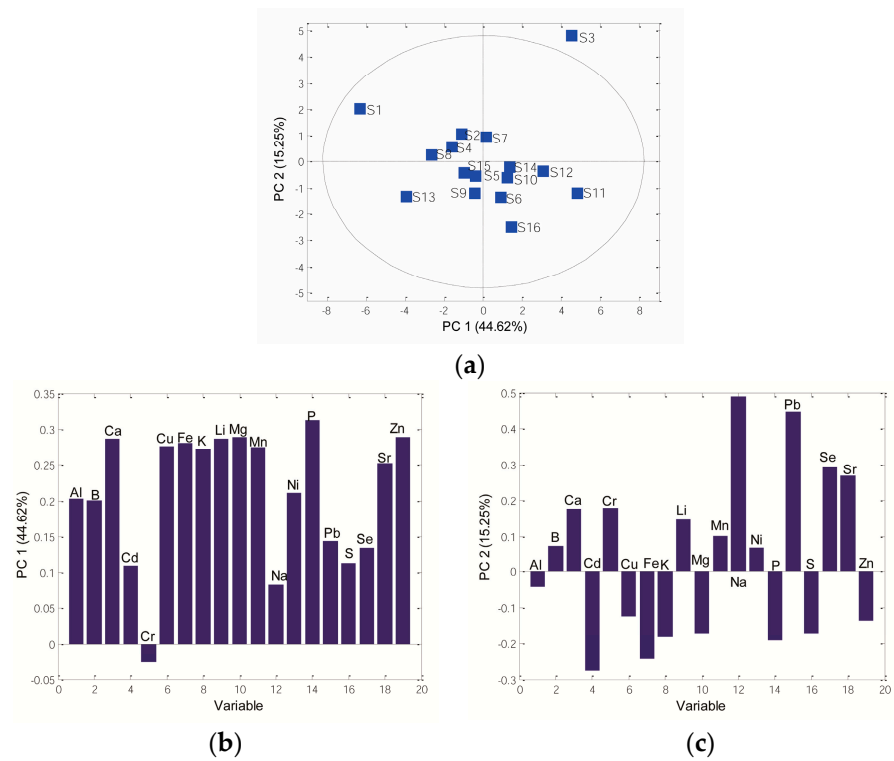 5
4
3
2
1
0
-1
-2
-3
-4
-5
PC 2 (15.25%)
S3
S1
S2
S7
S4
S8
S15
S14
S12
S5
S10
S13
S9
S6
S11
S16
-8 -6 -4 -2 0 2 4 6 8
PC 1 (44.62%)
(a)
0.35
0.3
0.25
0.2
0.15
0.1
0.05
0
-0.05
PC 1 (44.62%)
Al B Ca Cd Cr Cu Fe K Li Mg Mn Na Ni P Pb S Se Sr Zn
0 2 4 6 8 10 12 14 16 18 20
Variable
(b)
0.5
0.4
0.3
0.2
0.1
0
-0.1
-0.2
-0.3
PC 2 (15.25%)
Al B Ca Cd Cr Cu Fe K Li Mg Mn Na Ni P Pb S Se Sr Zn
0 2 4 6 8 10 12 14 16 18 20
Variable
(c)